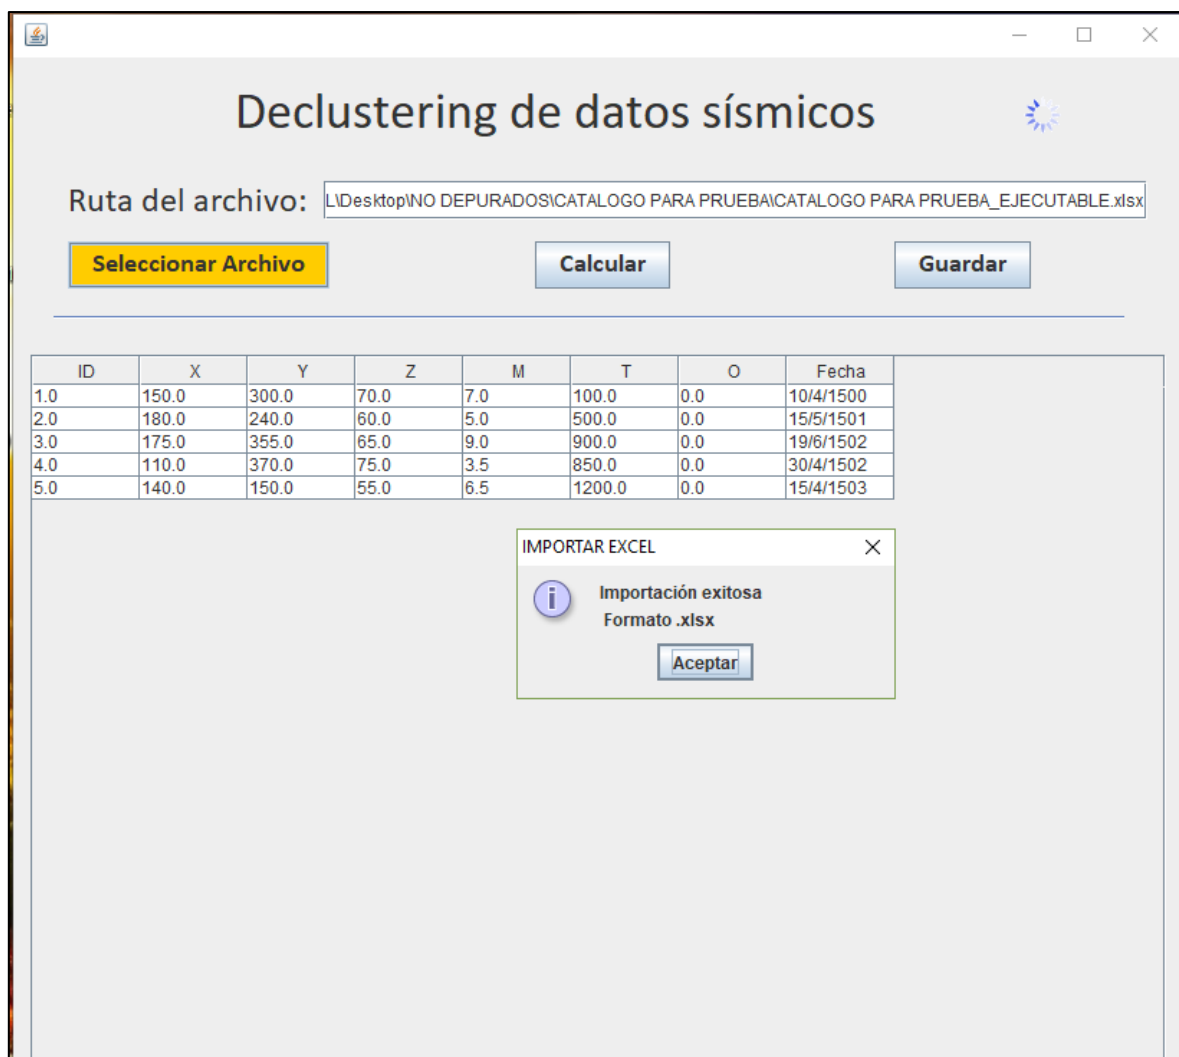 Declustering de datos sísmicos
Ruta del archivo: L\Desktop\NO DEPURADOS\CATALOGO PARA PRUEBA\CATALOGO PARA PRUEBA_EJECUTABLE.xlsx
Seleccionar Archivo Calcular Guardar
ID X Y Z M T O Fecha
1.0 150.0 300.0 70.0 7.0 100.0 0.0 10/4/1500
2.0 180.0 240.0 60.0 5.0 500.0 0.0 15/5/1501
3.0 175.0 355.0 65.0 9.0 900.0 0.0 19/6/1502
4.0 110.0 370.0 75.0 3.5 850.0 0.0 30/4/1502
5.0 140.0 150.0 55.0 6.5 1200.0 0.0 15/4/1503
IMPORTAR EXCEL
Importación exitosa
Formato .xlsx
Aceptar